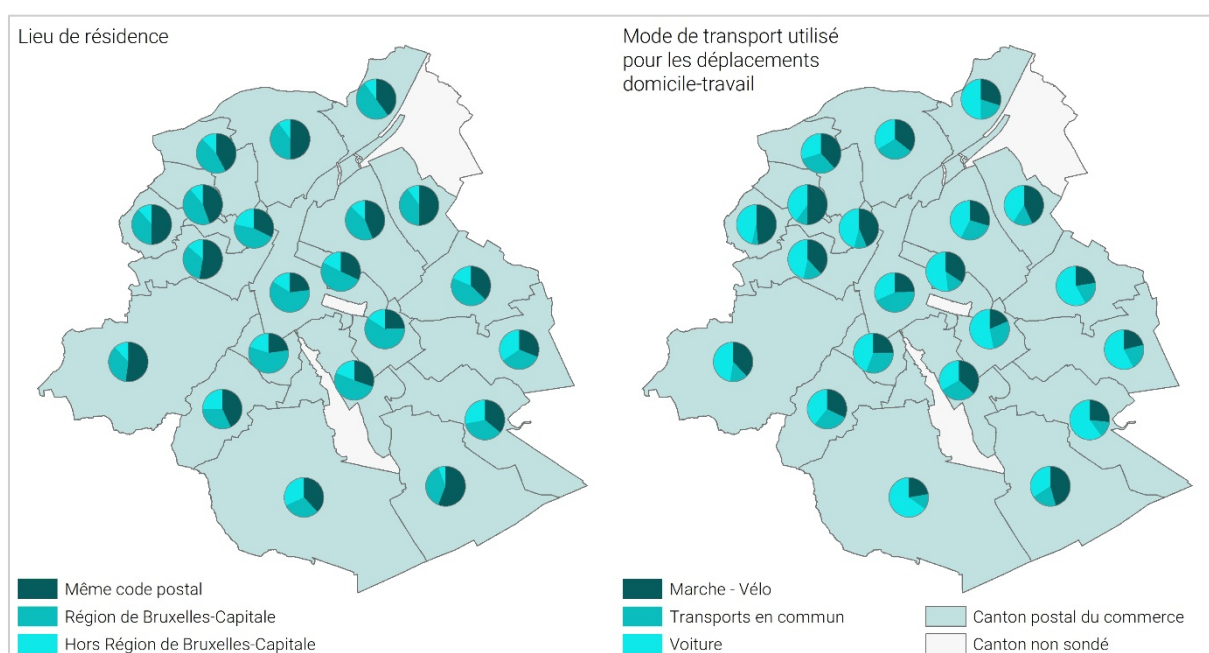 Lieu de résidence
Mode de transport utilisé
pour les déplacements
domicile-travail
Même code postal
Région de Bruxelles-Capitale
Hors Région de Bruxelles-Capitale
Marche - Vélo
Transports en commun
Voiture
Canton postal du commerce
Canton non sondé